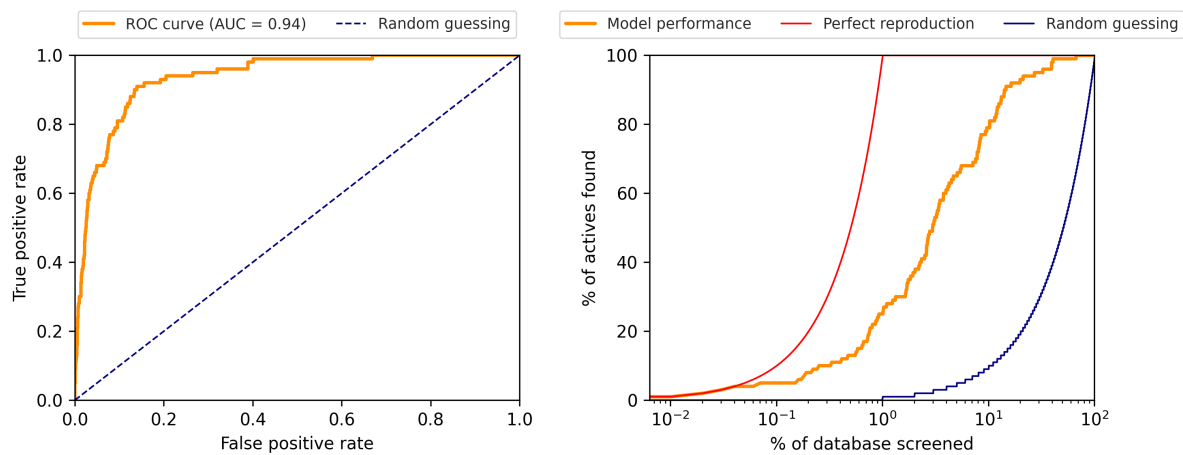 ROC curve (AUC = 0.94) Random guessing
1.0
0.8
0.6
0.4
0.2
0.0
True positive rate
0.0 0.2 0.4 0.6 0.8 1.0
False positive rate
Model performance Perfect reproduction Random guessing
100
80
60
40
20
0
% of actives found
10⁻² 10⁻¹ 10⁰ 10¹ 10²
% of database screened